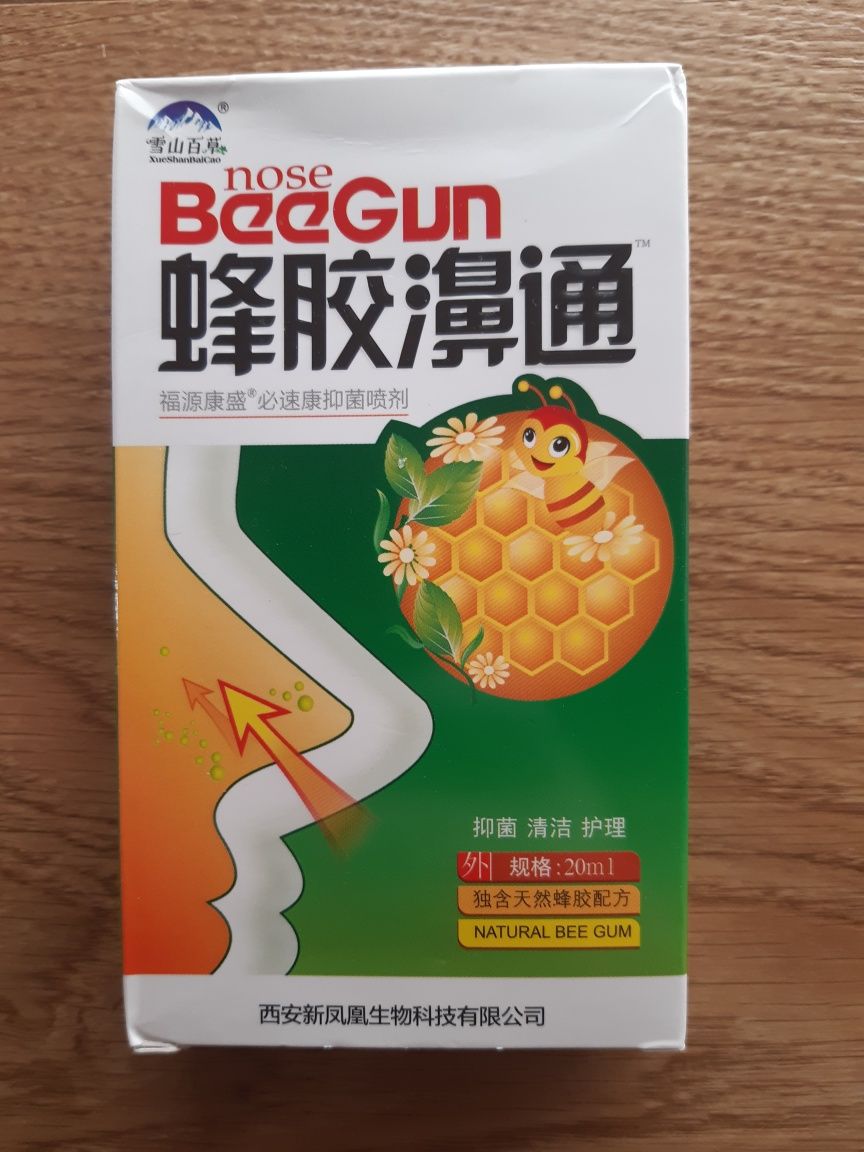 雪山百草®
XueShanBaiCao
nose
BeeGun
蜂胶濞通™
福源康盛®必速康抑菌喷剂
抑菌 清洁 护理
外 规格:20ml
独含天然蜂胶配方
NATURAL BEE GUM
西安新凤凰生物科技有限公司